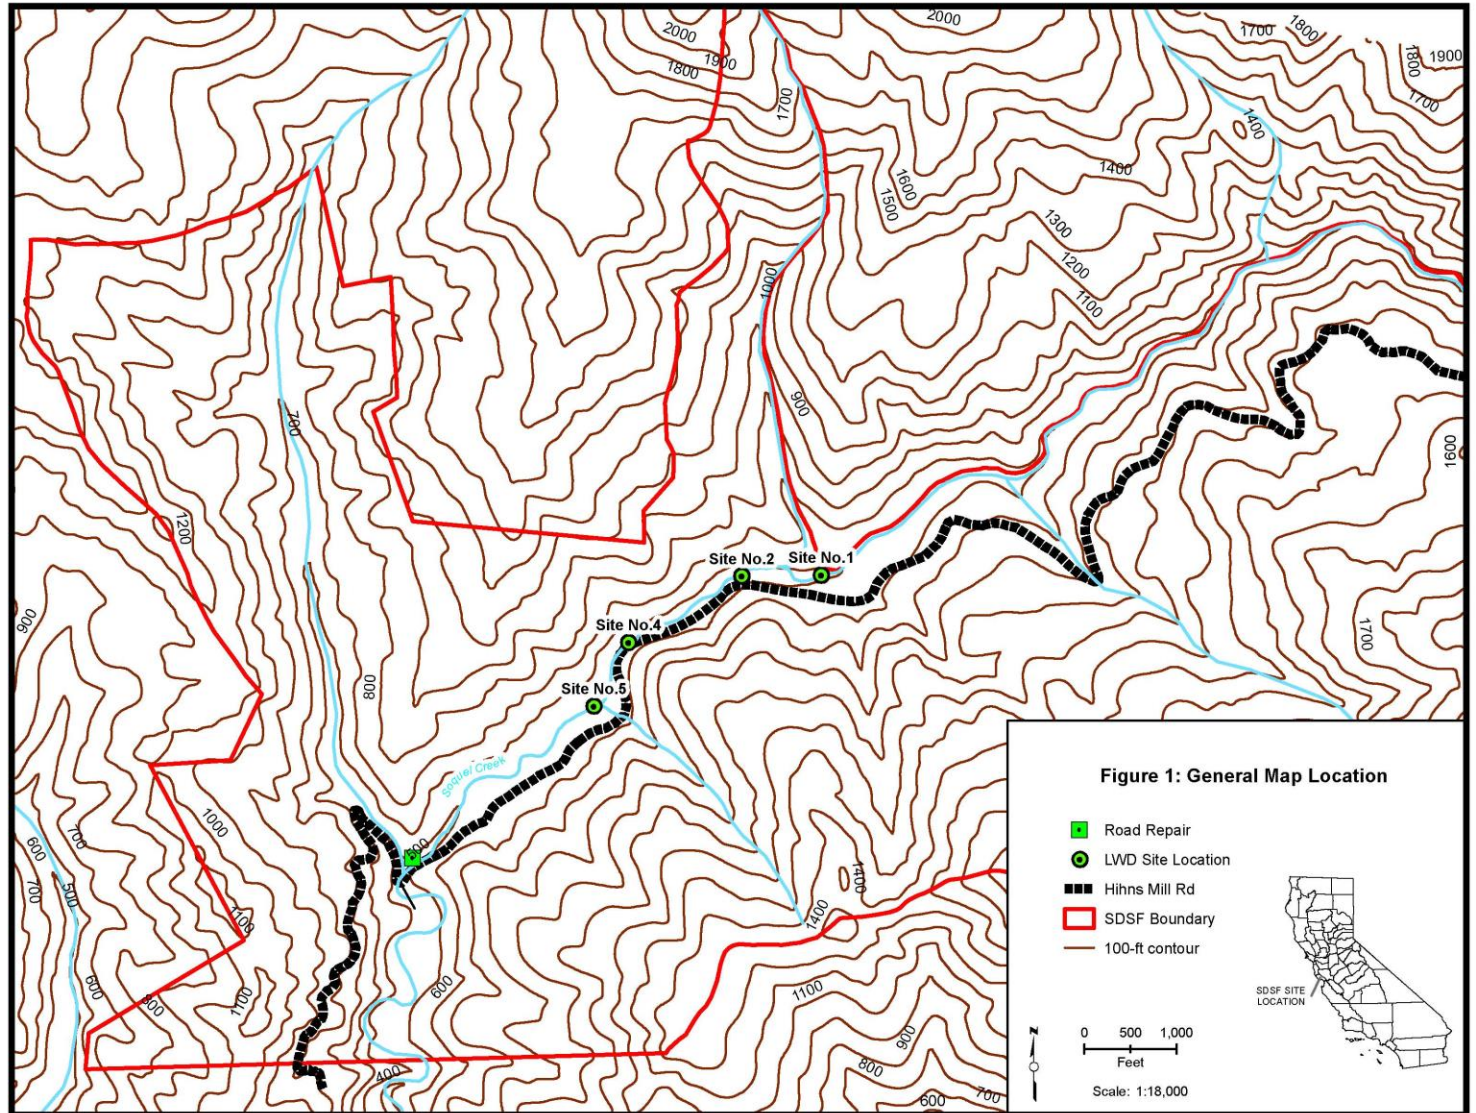 2000
2000
1900
1800
1700
1700
1800
1800
1900
1700
1400
1400
1600
1500
1300
1200
1100
1000
900
700
1600
1200
Site No.2
Site No.1
Site No.4
Site No.5
900
800
1700
Soquel Creek
1000
600
700
700
500
500
1100
1400
1400
600
800
1100
600
1100
900
800
700
600
400
Figure 1: General Map Location
Road Repair
LWD Site Location
Hihns Mill Rd
SDSF Boundary
100-ft contour
SDSF SITE
LOCATION
N
0 500 1,000
Feet
Scale: 1:18,000